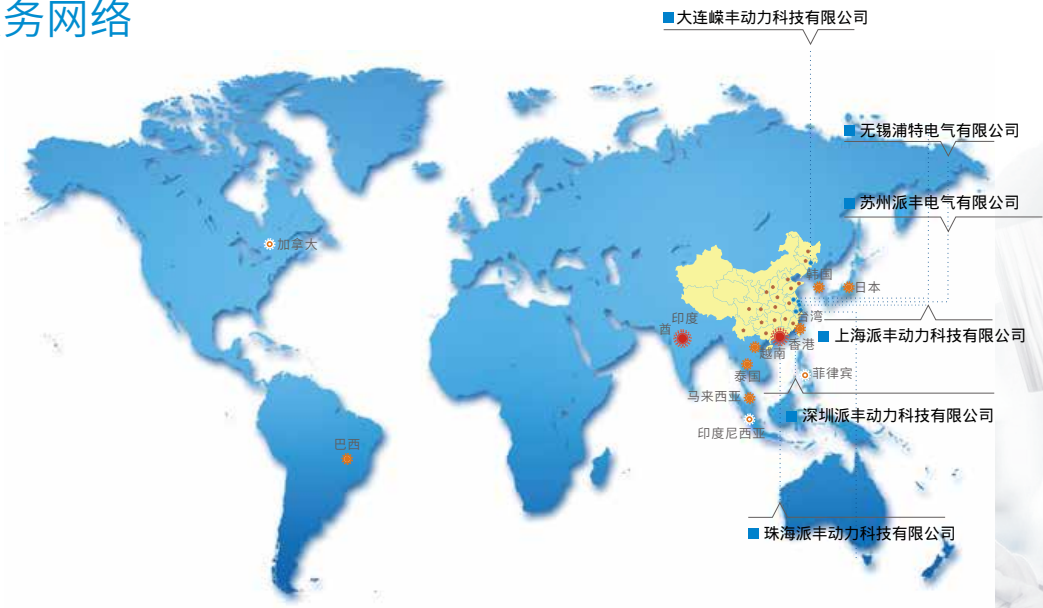 务网络
大连嵘丰动力科技有限公司
无锡浦特电气有限公司
苏州派丰电气有限公司
加拿大
韩国
日本
印度
台湾
上海派丰动力科技有限公司
香港
越南
泰国
菲律宾
马来西亚
深圳派丰动力科技有限公司
印度尼西亚
巴西
珠海派丰动力科技有限公司